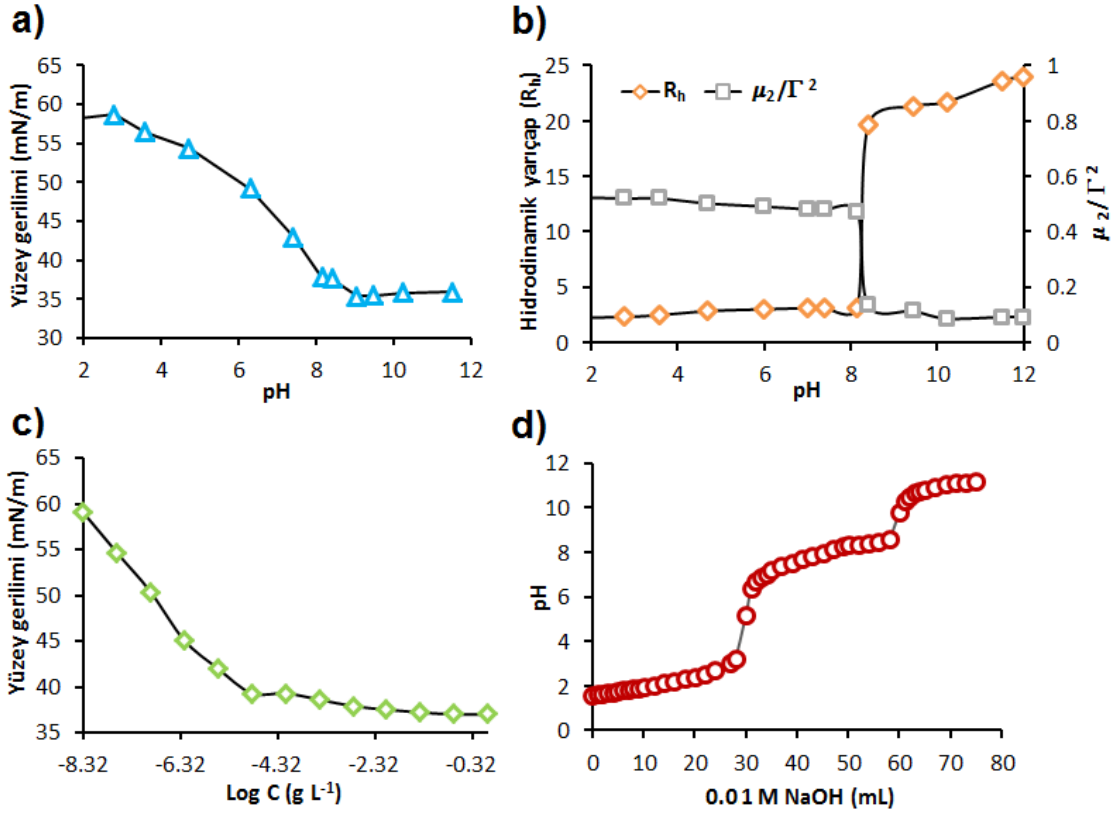 a)
Yüzey gerilimi (mN/m)
65
60
55
50
45
40
35
30
2 4 6 8 10 12
pH
b)
Hidrodinamik yarıçap (Rh)
25
20
15
10
5
0
Rh μ2/Γ 2
1
0.8
0.6
0.4
0.2
0
μ 2 / Γ 2
2 4 6 8 10 12
pH
c)
Yüzey gerilimi (mN/m)
65
60
55
50
45
40
35
-8.32 -6.32 -4.32 -2.32 -0.32
Log C (g L-1)
d)
pH
12
10
8
6
4
2
0
0 10 20 30 40 50 60 70 80
0.01 M NaOH (mL)